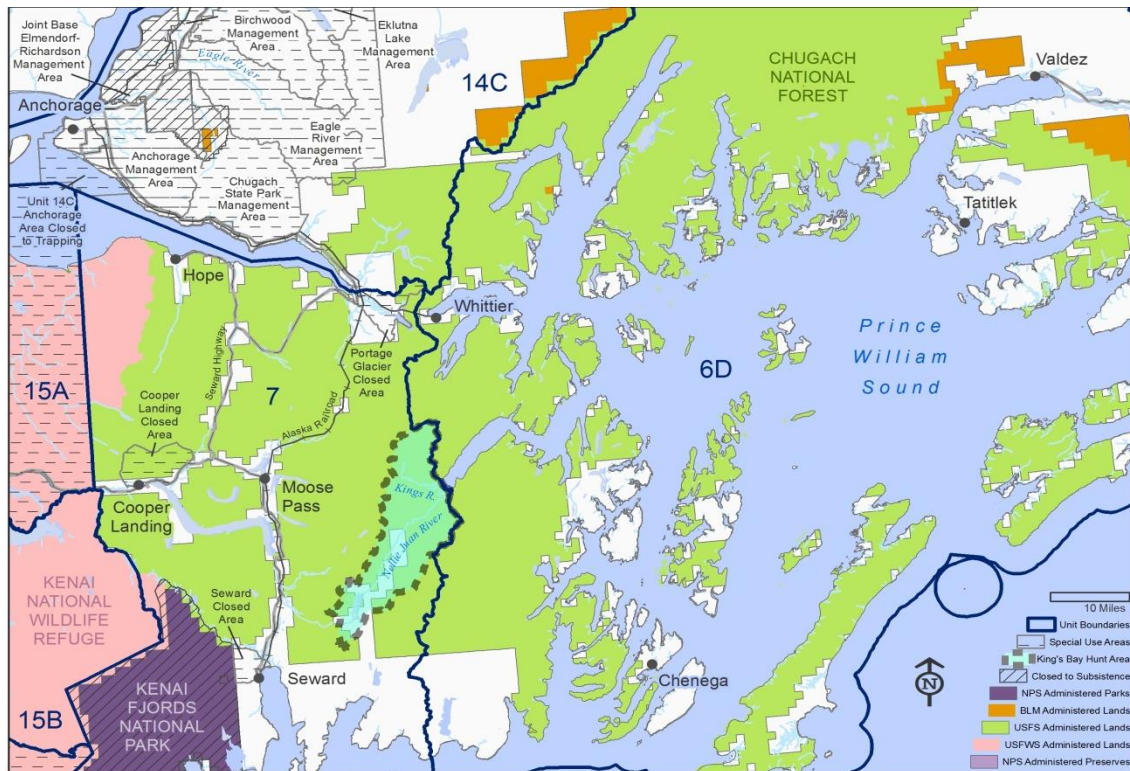 Joint Base
Elmendorf-
Richardson
Management
Area
Birchwood
Management
Area
Eklutna
Lake
Management
Area
Eagle River
Anchorage
14C
Eagle
River
Management
Area
Anchorage
Management
Area
Chugach
State Park
Management
Area
Unit 14C
Anchorage
Area Closed
to Trapping
CHUGACH
NATIONAL
FOREST
Valdez
Tatitlek
Hope
Whittier
Portage
Glacier
Closed
Area
Seward Highway
Alaska Railroad
7
15A
Cooper
Landing
Closed
Area
Cooper
Landing
Moose
Pass
Kings R.
Nellie Juan River
6D
Prince
William
Sound
KENAI
NATIONAL
WILDLIFE
REFUGE
Seward
Closed
Area
Seward
KENAI
FJORDS
NATIONAL
PARK
15B
Chenega
N
10 Miles
Unit Boundaries
Special Use Areas
King's Bay Hunt Area
Closed to Subsistence
NPS Administered Parks
BLM Administered Lands
USFS Administered Lands
USFWS Administered Lands
NPS Administered Preserves